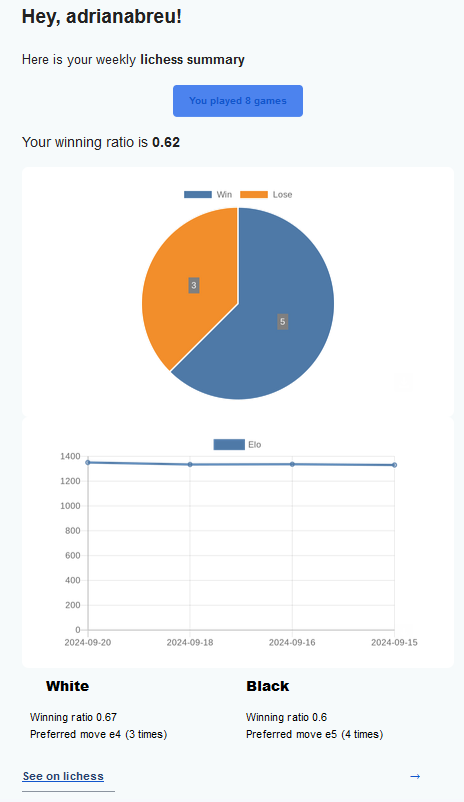 Hey, adrianabreu!
Here is your weekly lichess summary
You played 8 games
Your winning ratio is 0.62
Win Lose
3
5
Elo
1400
1200
1000
800
600
400
200
0
2024-09-20 2024-09-18 2024-09-16 2024-09-15
White Black
Winning ratio 0.67 Winning ratio 0.6
Preferred move e4 (3 times) Preferred move e5 (4 times)
See on lichess →